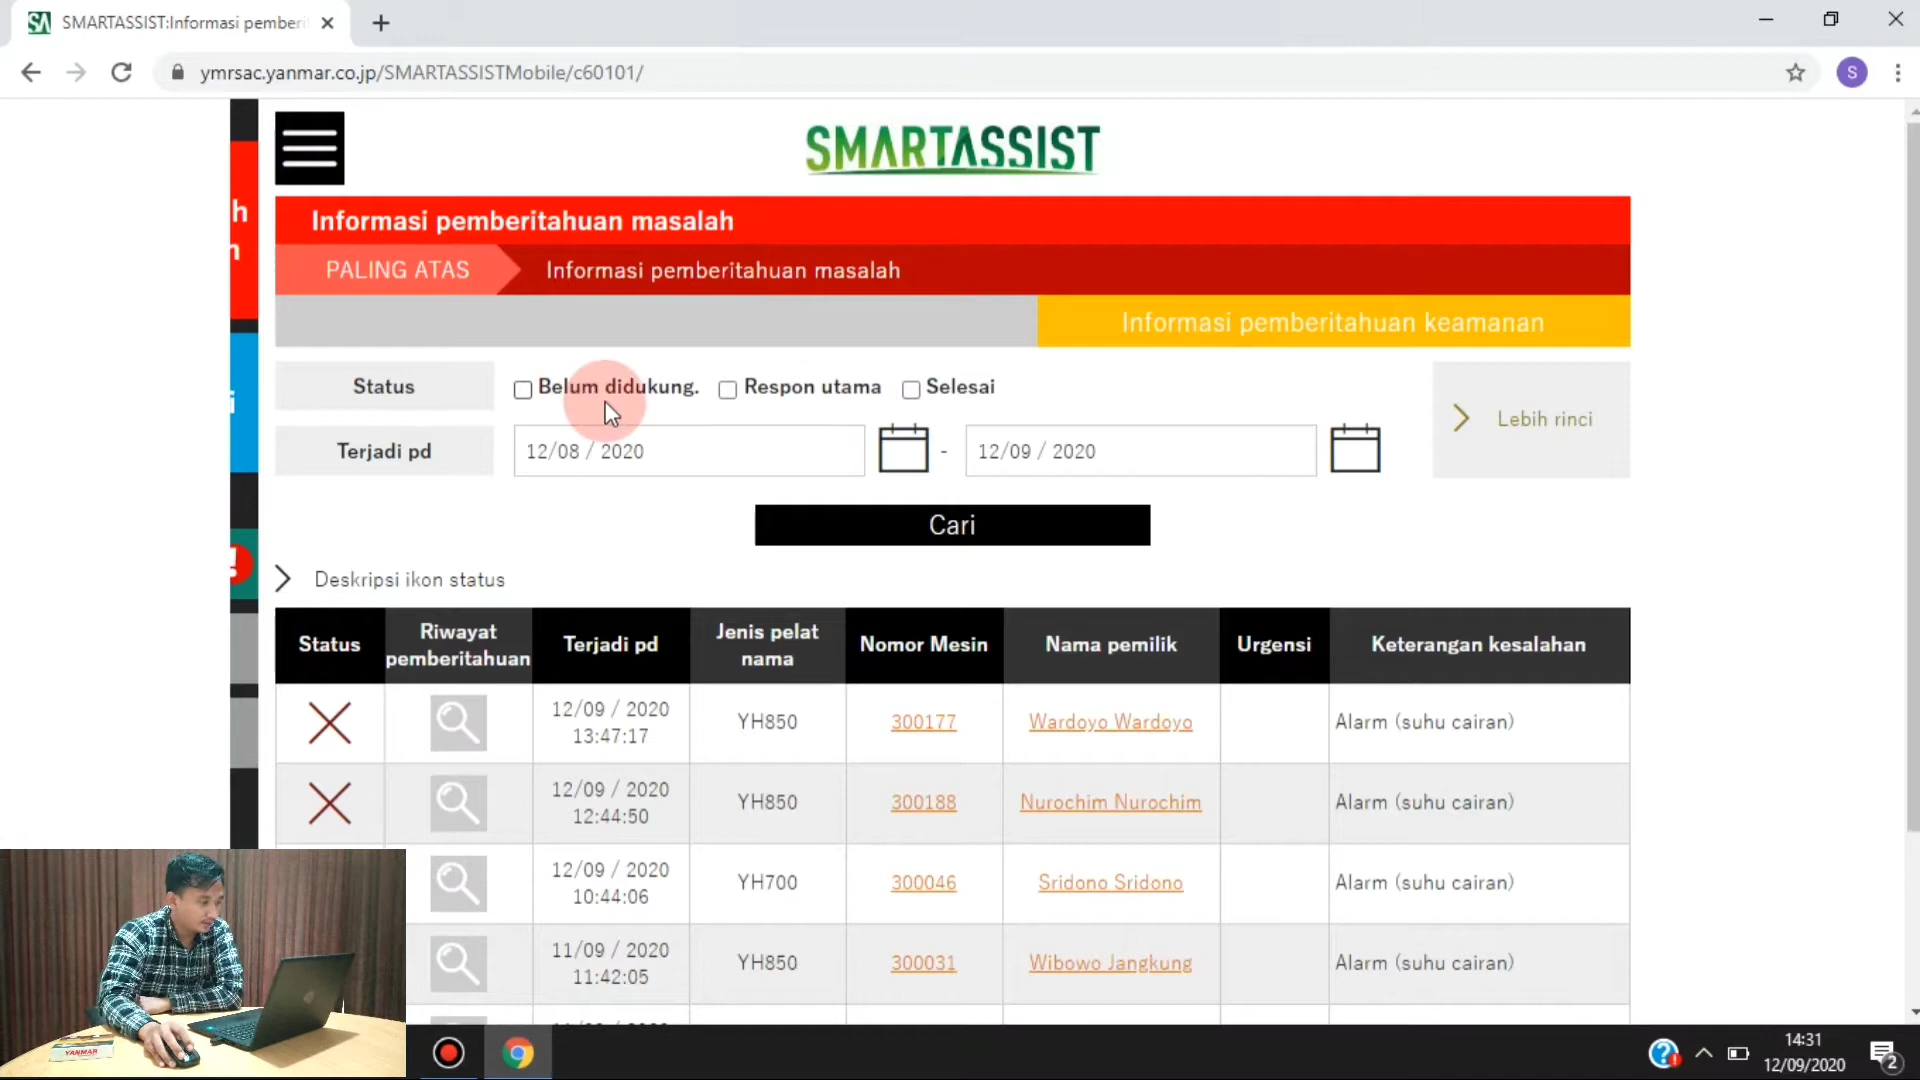 SMARTASSIST:Informasi pember
ymrsac.yanmar.co.jp/SMARTASSISTMobile/c60101/
S
SMARTASSIST
h
n
i
Informasi pemberitahuan masalah
PALING ATAS
Informasi pemberitahuan masalah
Informasi pemberitahuan keamanan
Status
Belum didukung.
Respon utama
Selesai
Lebih rinci
Terjadi pd
12/08 / 2020
-
12/09 / 2020
Cari
Deskripsi ikon status
Status
Riwayat
pemberitahuan
Terjadi pd
Jenis pelat
nama
Nomor Mesin
Nama pemilik
Urgensi
Keterangan kesalahan
12/09 / 2020
13:47:17
YH850
300177
Wardoyo Wardoyo
Alarm (suhu cairan)
12/09 / 2020
12:44:50
YH850
300188
Nurochim Nurochim
Alarm (suhu cairan)
12/09 / 2020
10:44:06
YH700
300046
Sridono Sridono
Alarm (suhu cairan)
11/09 / 2020
11:42:05
YH850
300031
Wibowo Jangkung
Alarm (suhu cairan)
YANMAR
14:31
12/09/2020
2